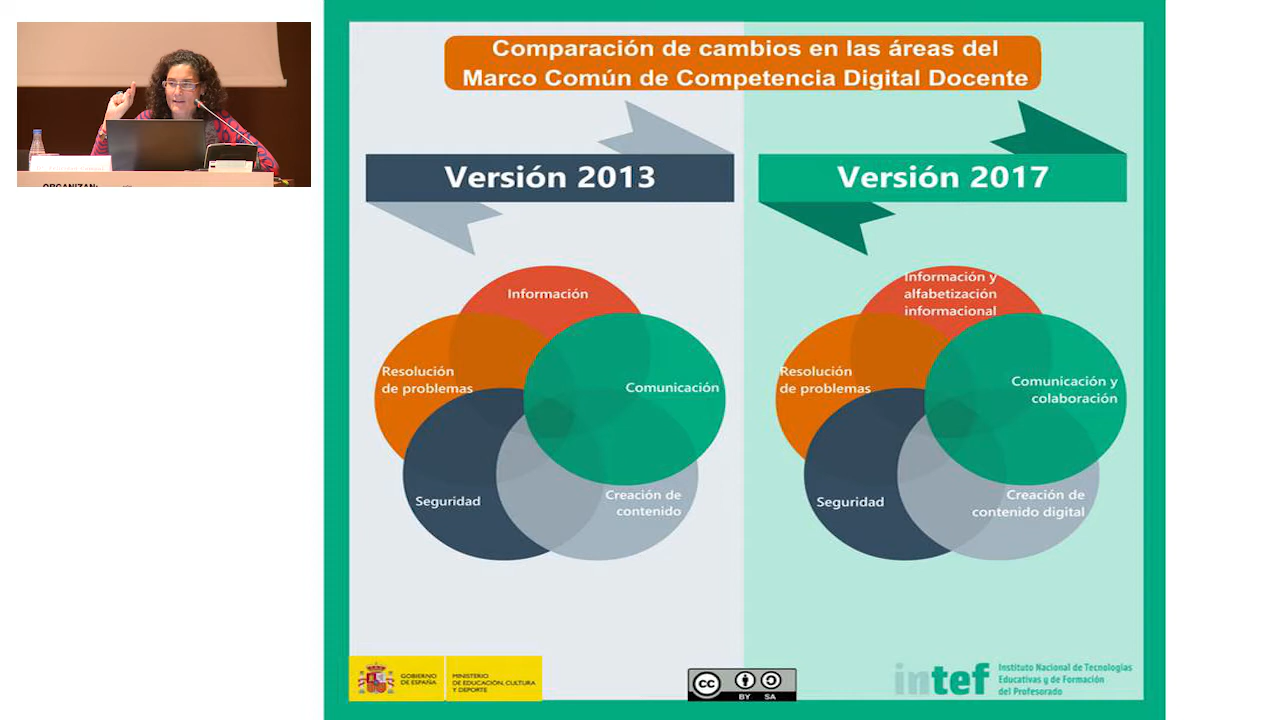 ORGANIZAN:
Comparación de cambios en las áreas del
Marco Común de Competencia Digital Docente
Versión 2013
Versión 2017
Información
Resolución
de problemas
Comunicación
Seguridad
Creación de
contenido
Información y
alfabetización
informacional
Resolución
de problemas
Comunicación y
colaboración
Seguridad
Creación de
contenido digital
GOBIERNO
DE ESPAÑA
MINISTERIO
DE EDUCACIÓN, CULTURA
Y DEPORTE
cc
BY SA
intef
Instituto Nacional de Tecnologías
Educativas y de Formación
del Profesorado